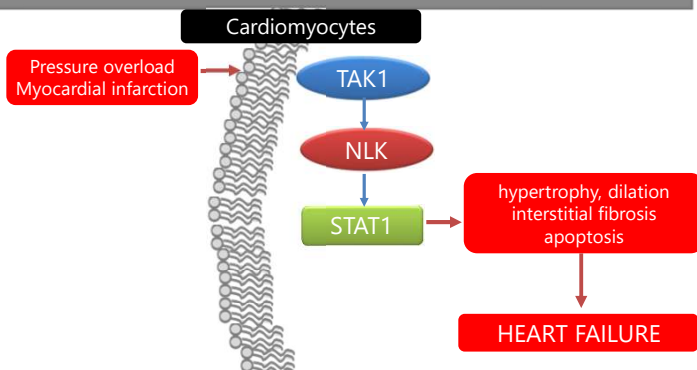 Cardiomyocytes
Pressure overload
Myocardial infarction
TAK1
NLK
STAT1
hypertrophy, dilation
interstitial fibrosis
apoptosis
HEART FAILURE